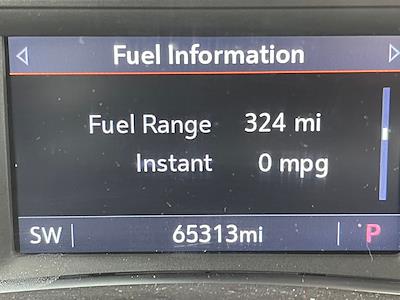 Fuel Information
Fuel Range 324 mi
Instant 0 mpg
SW 65313mi P